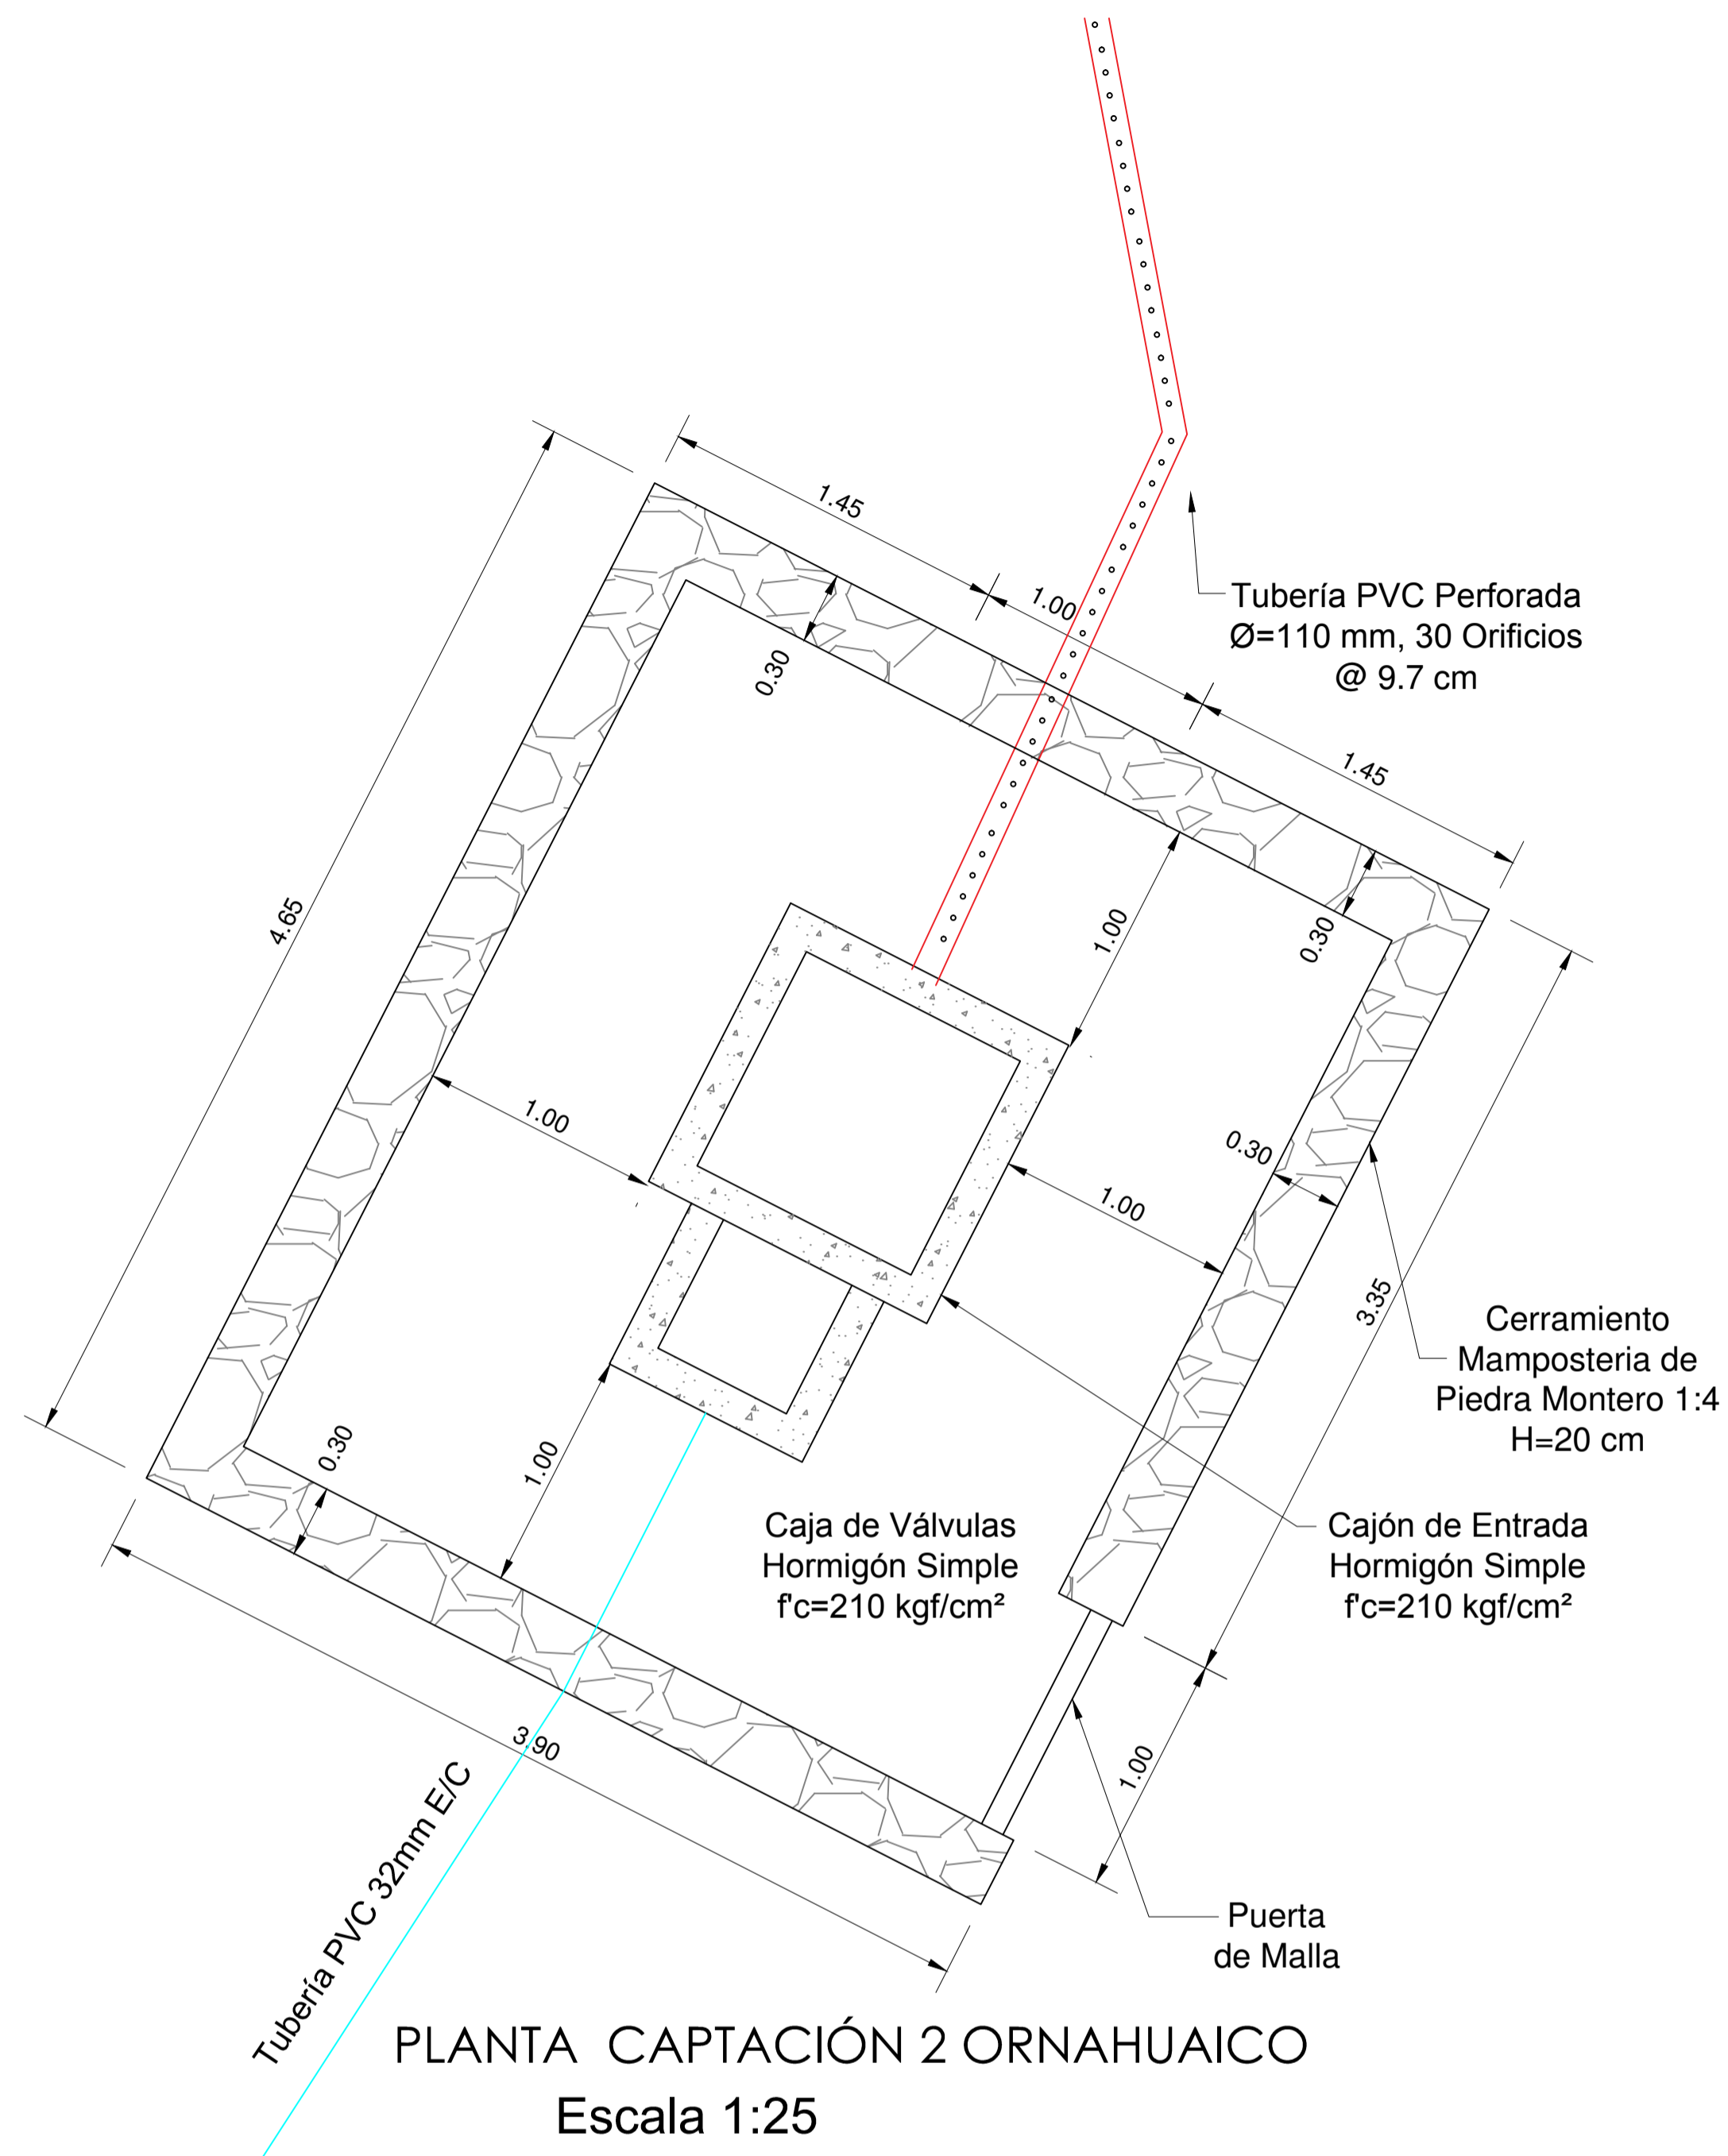 1.45
1.00
1.45
0.30
Tubería PVC Perforada
Ø=110 mm, 30 Orificios
@ 9.7 cm
4.65
1.00
0.30
1.00
1.00
0.30
3.35
Cerramiento
Mamposteria de
Piedra Montero 1:4
H=20 cm
0.30
1.00
Caja de Válvulas
Hormigón Simple
f'c=210 kgf/cm²
Cajón de Entrada
Hormigón Simple
f'c=210 kgf/cm²
3.90
1.00
Tubería PVC 32mm E/C
Puerta
de Malla
PLANTA CAPTACIÓN 2 ORNAHUAICO
Escala 1:25